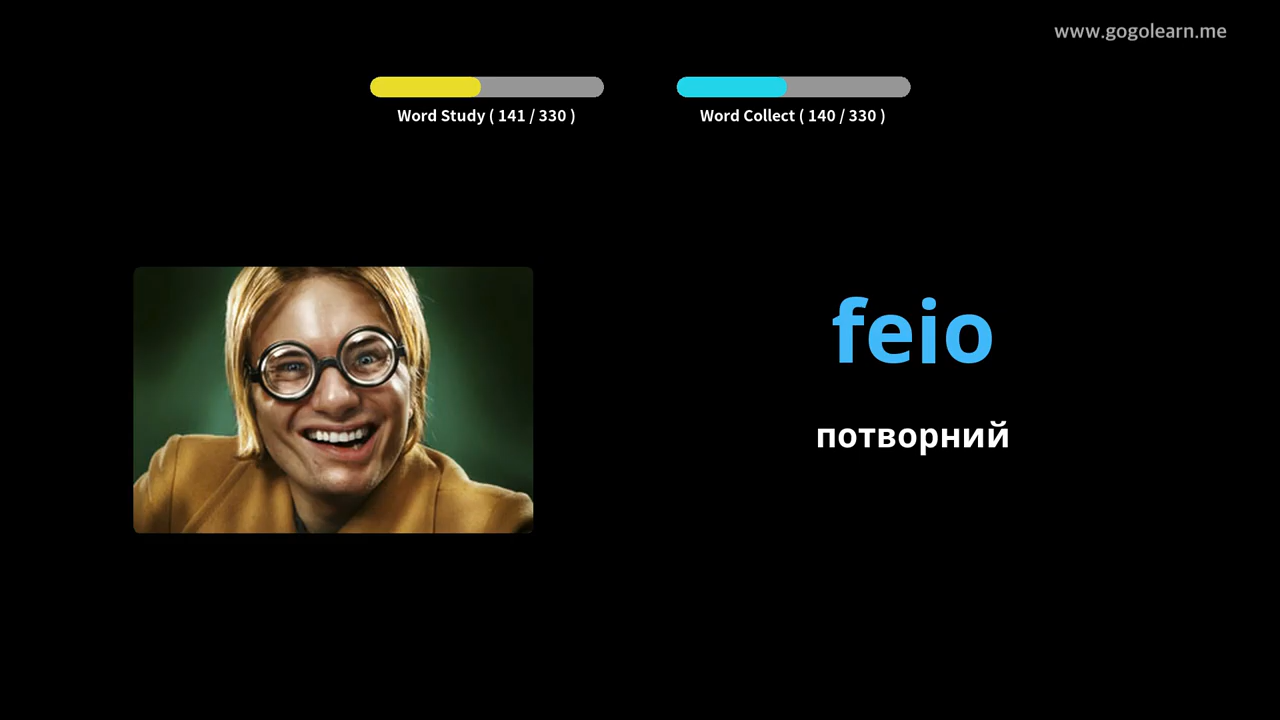 www.gogolearn.me
Word Study ( 141 / 330 )
Word Collect ( 140 / 330 )
feio
потворний